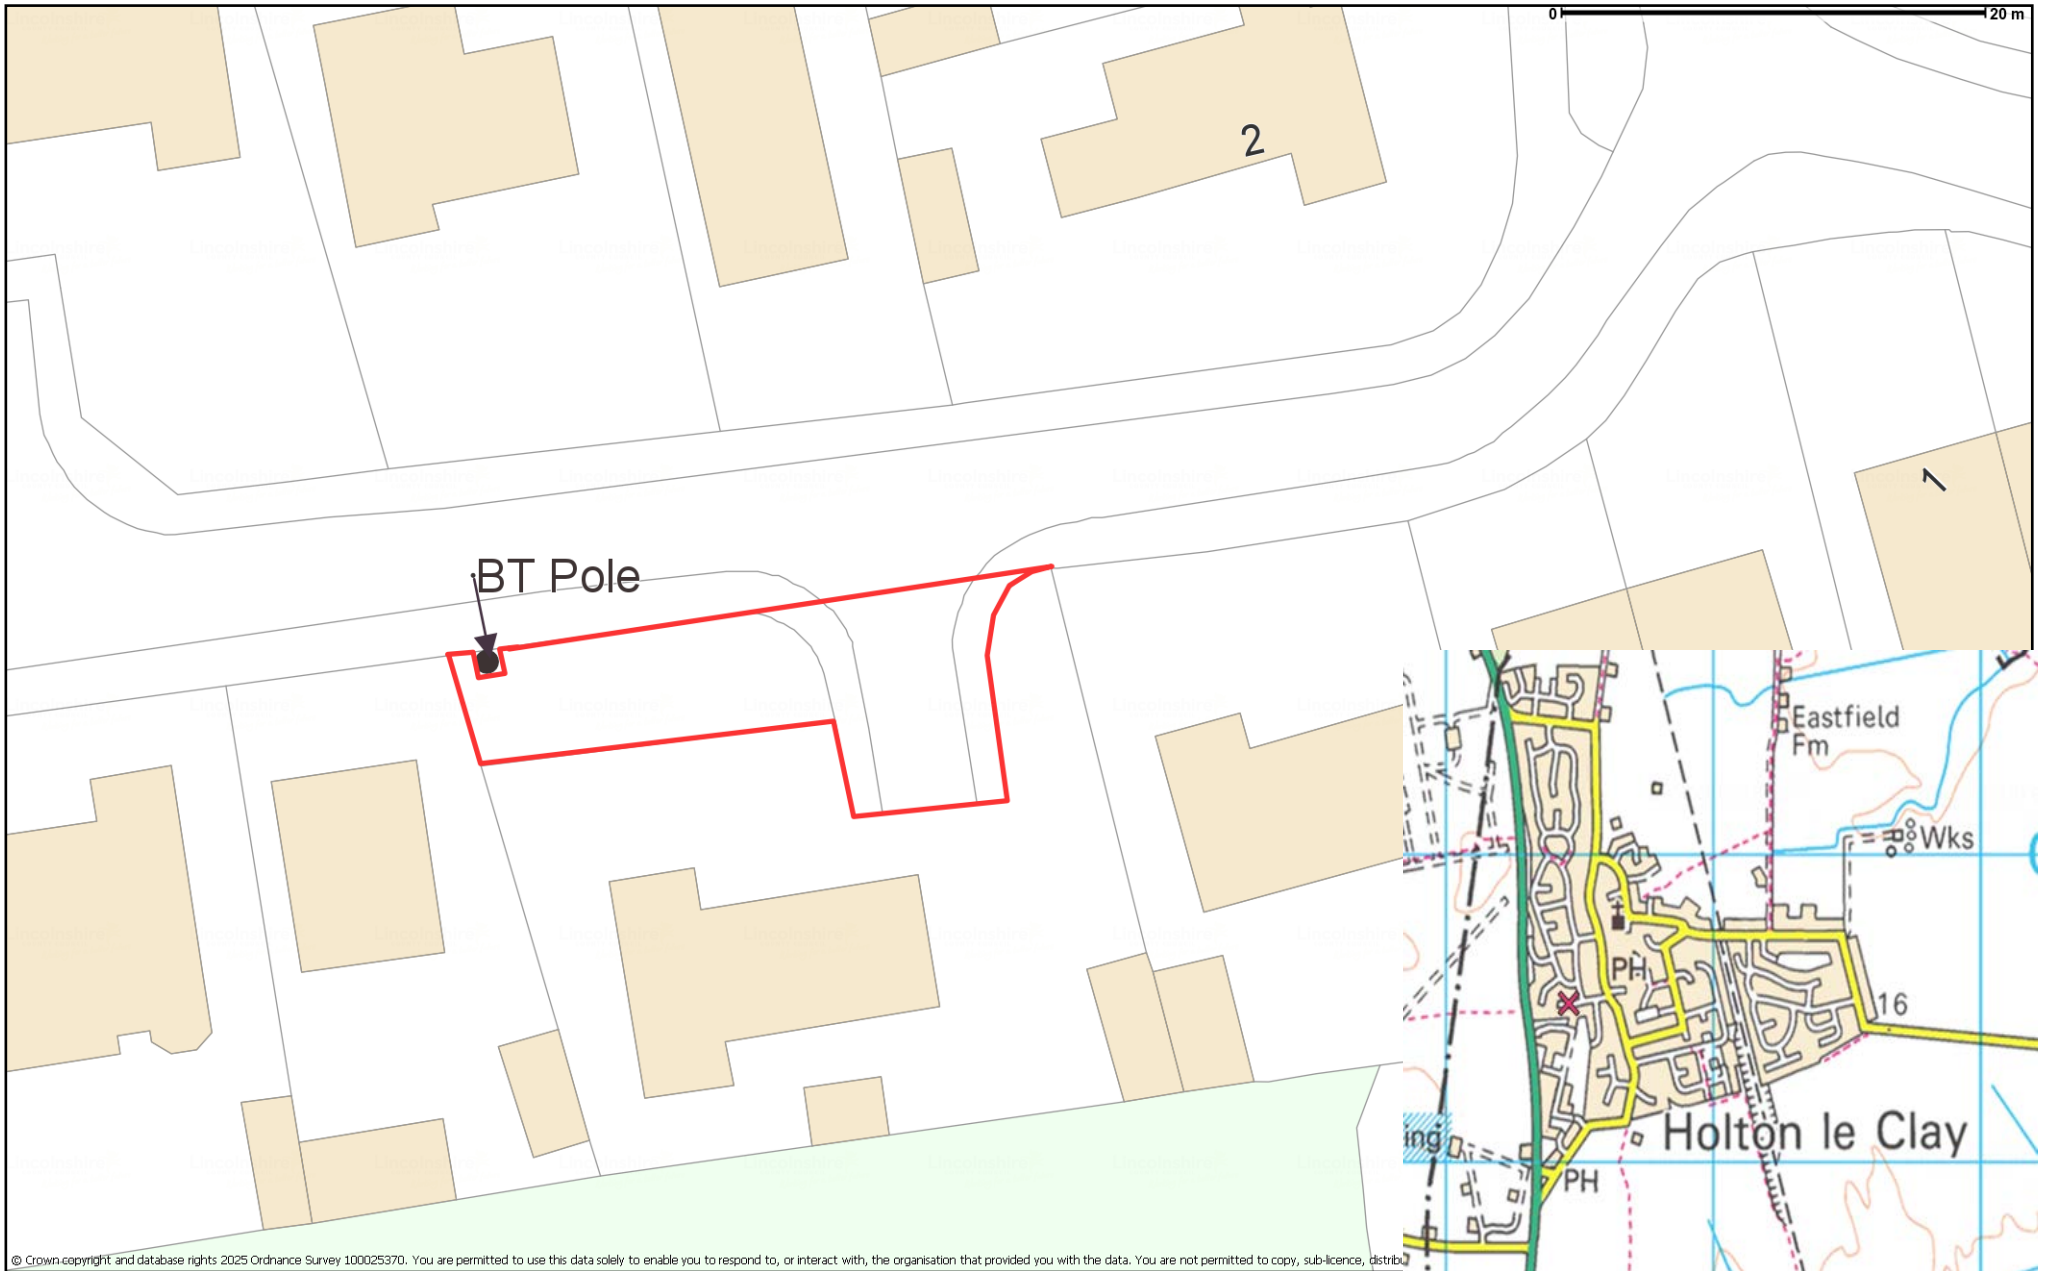 0 20 m
2
1
BT Pole
Eastfield
Fm
Wks
PH
16
Holton le Clay
ing
PH
© Crown copyright and database rights 2025 Ordnance Survey 100025370. You are permitted to use this data solely to enable you to respond to, or interact with, the organisation that provided you with the data. You are not permitted to copy, sub-licence, distribu